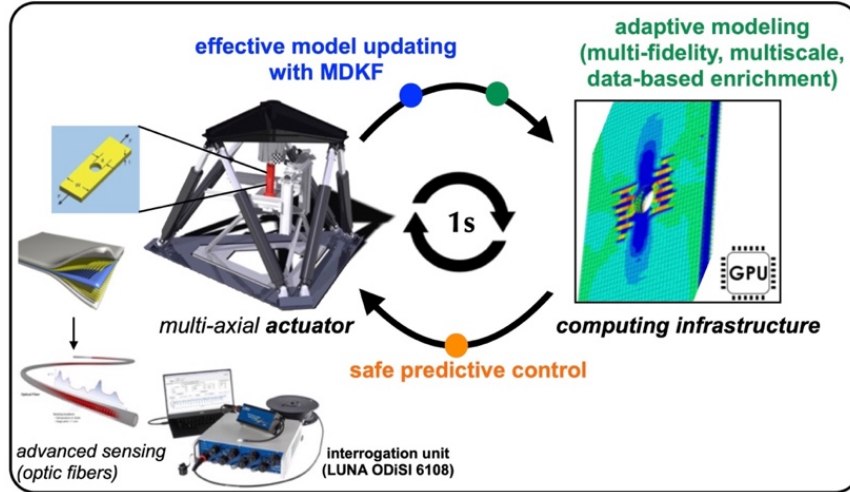 effective model updating
with MDKF
adaptive modeling
(multi-fidelity, multiscale,
data-based enrichment)
1s
GPU
multi-axial actuator
computing infrastructure
safe predictive control
advanced sensing
(optic fibers)
interrogation unit
(LUNA ODiSI 6108)